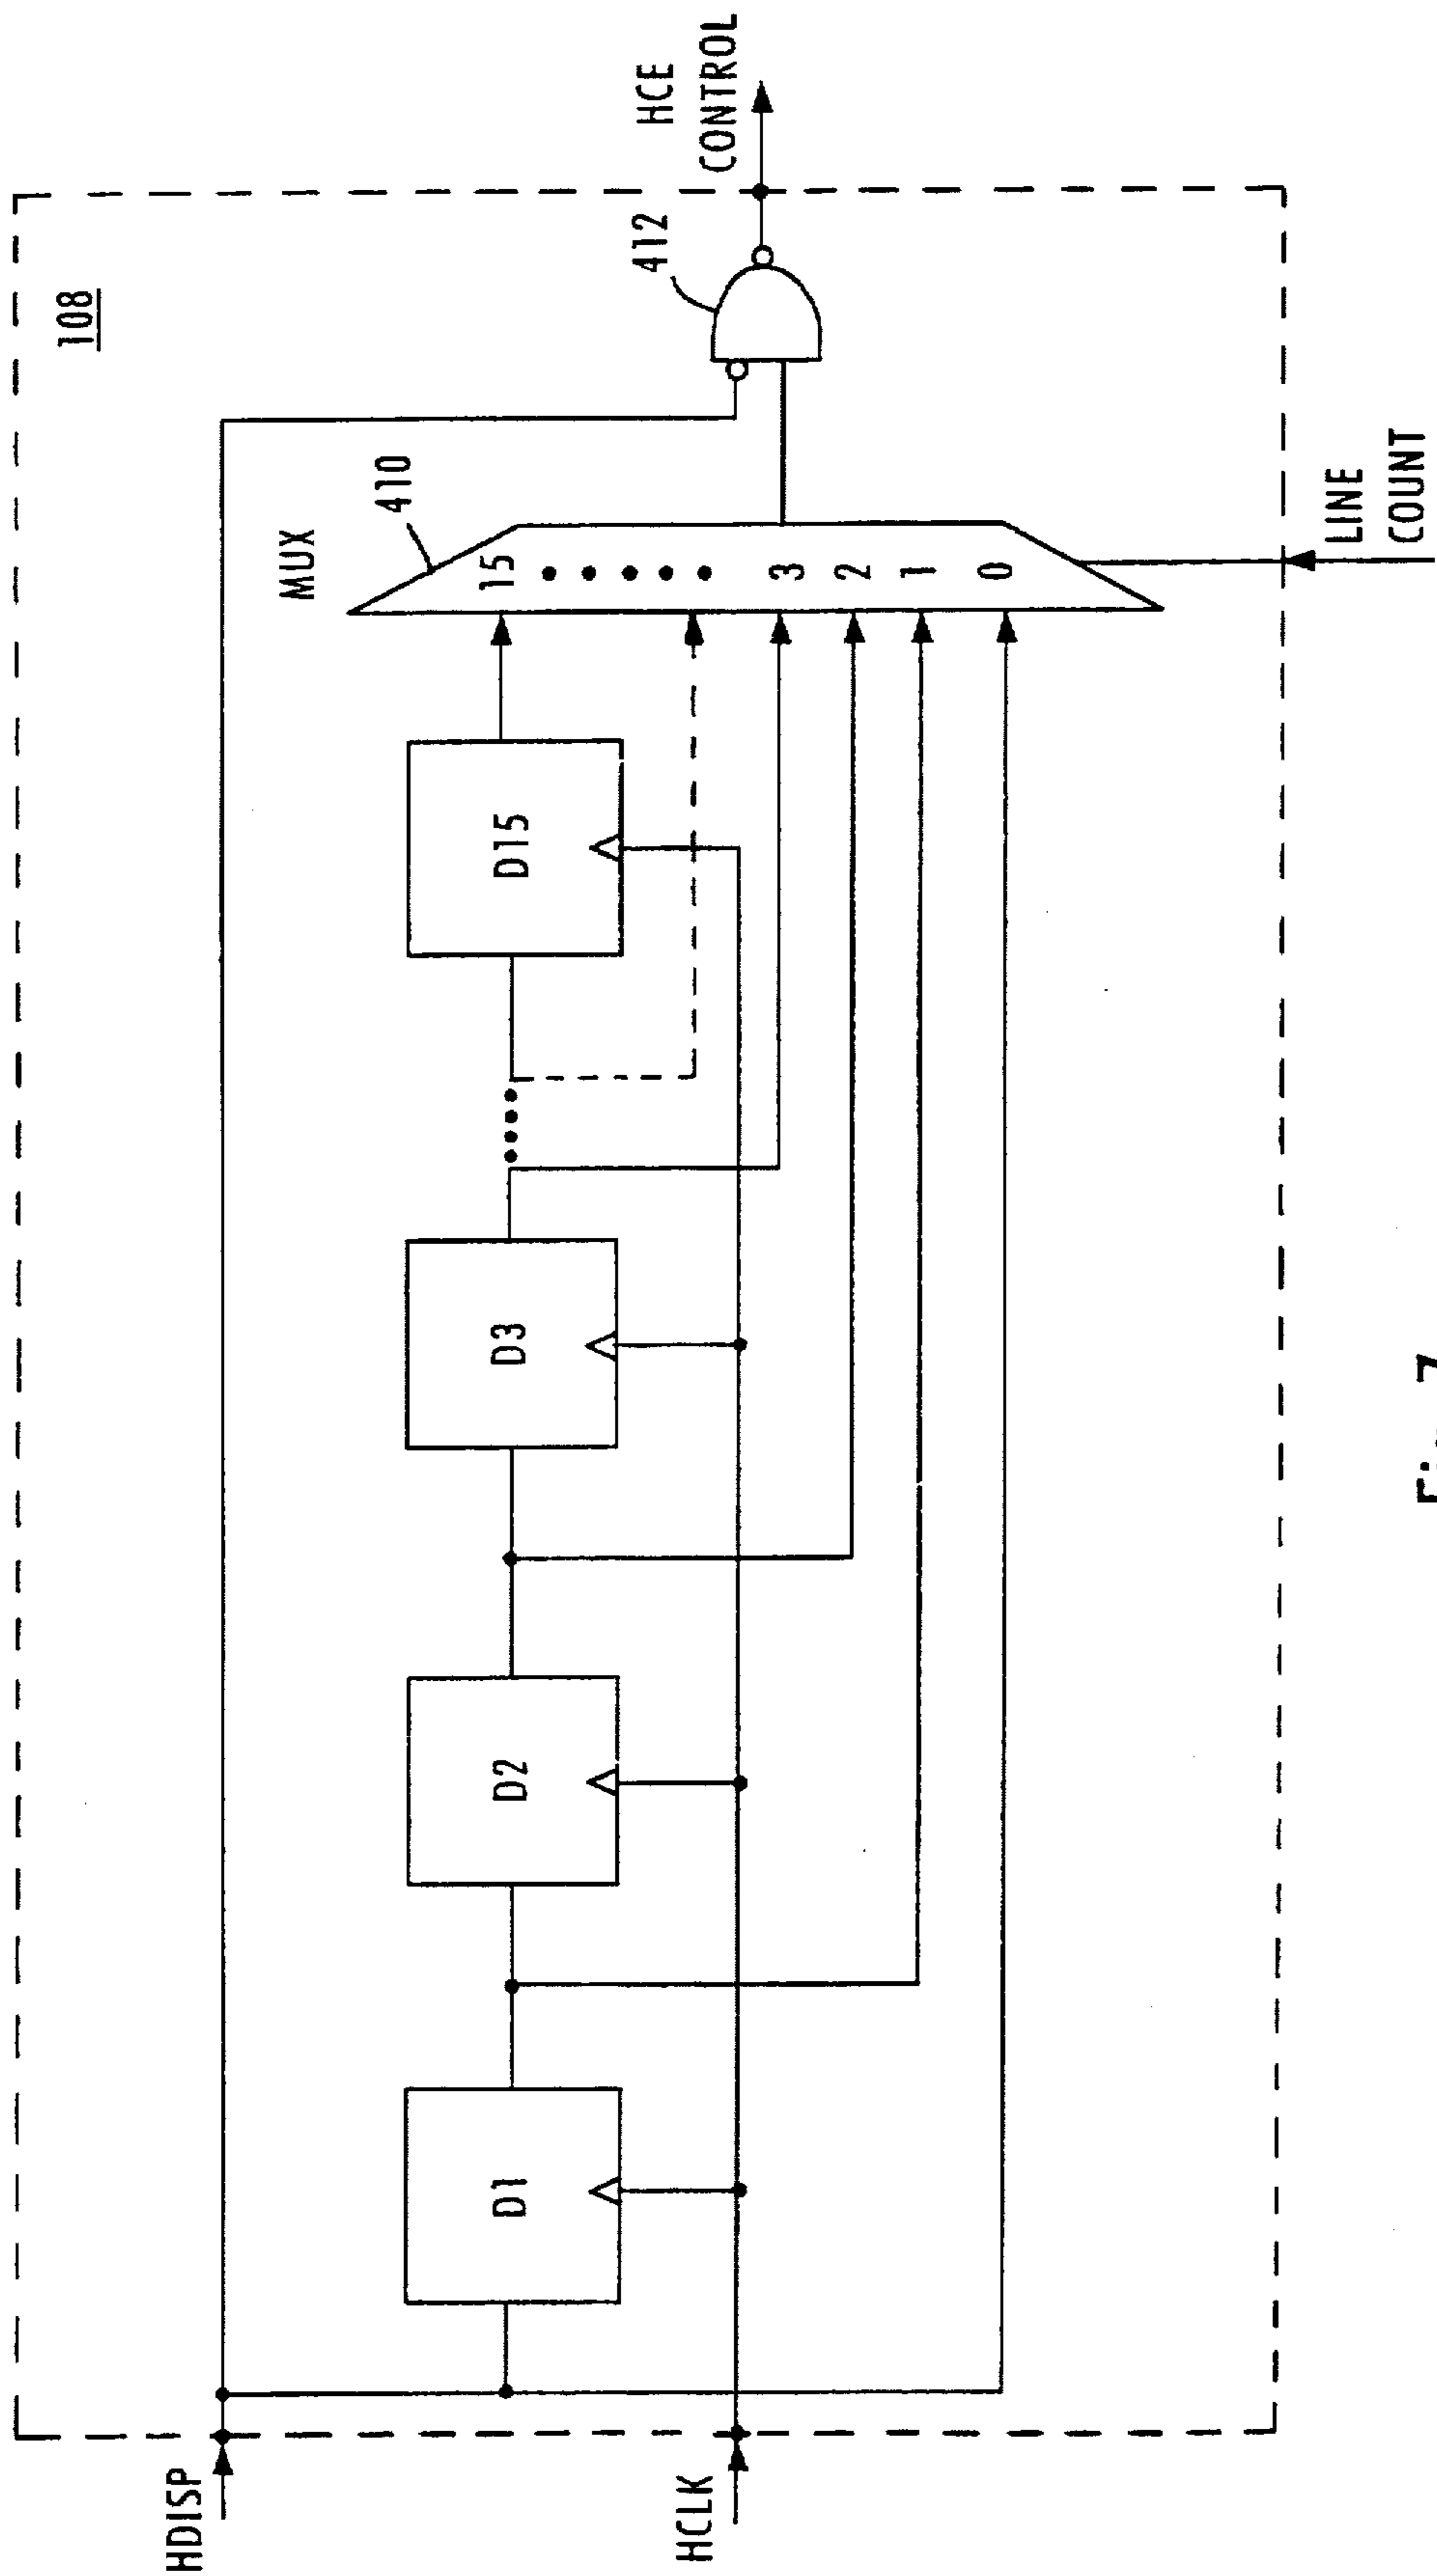 108
HCE
CONTROL
412
410
MUX
15
3
2
1
0
D15
D3
D2
D1
LINE
COUNT
HDISP
HCLK